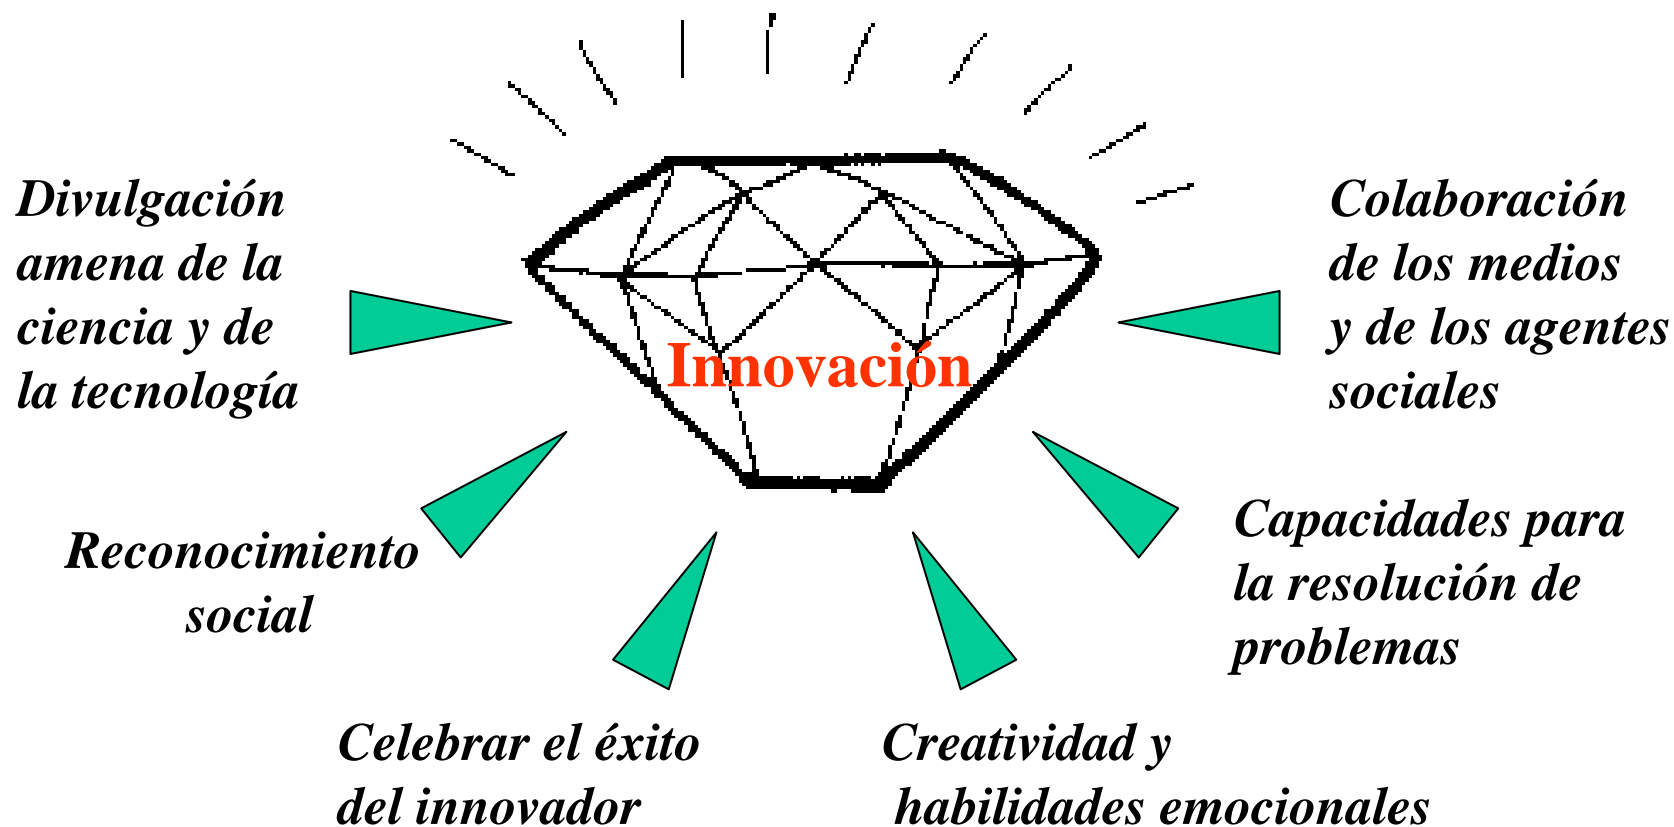 Divulgación
amena de la
ciencia y de
la tecnología
Innovación
Colaboración
de los medios
y de los agentes
sociales
Reconocimiento
social
Capacidades para
la resolución de
problemas
Celebrar el éxito
del innovador
Creatividad y
habilidades emocionales